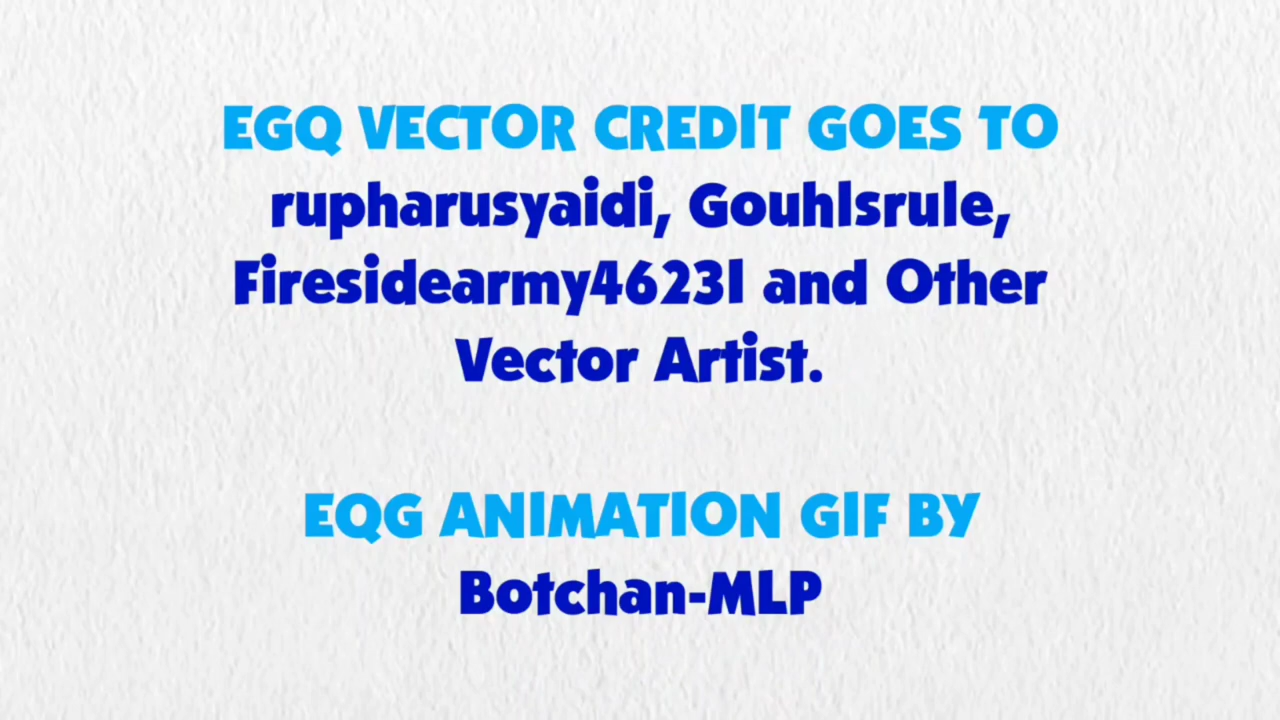 EGQ VECTOR CREDIT GOES TO
rupharusyaidi, Gouhlsrule,
Firesidearmy46231 and Other
Vector Artist.
EQG ANIMATION GIF BY
Botchan-MLP